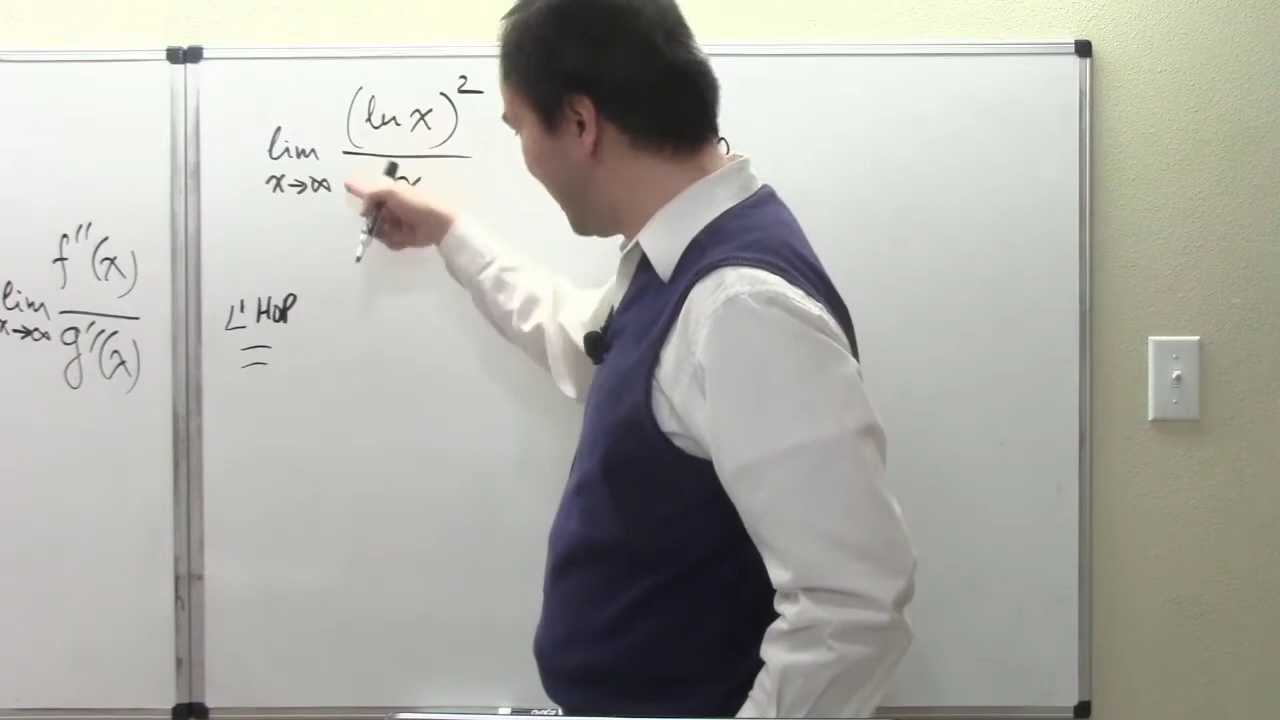 lim x→∞ f''(x) / g''(x)
lim x→∞ (ln x)^2 /
L'HOP
=